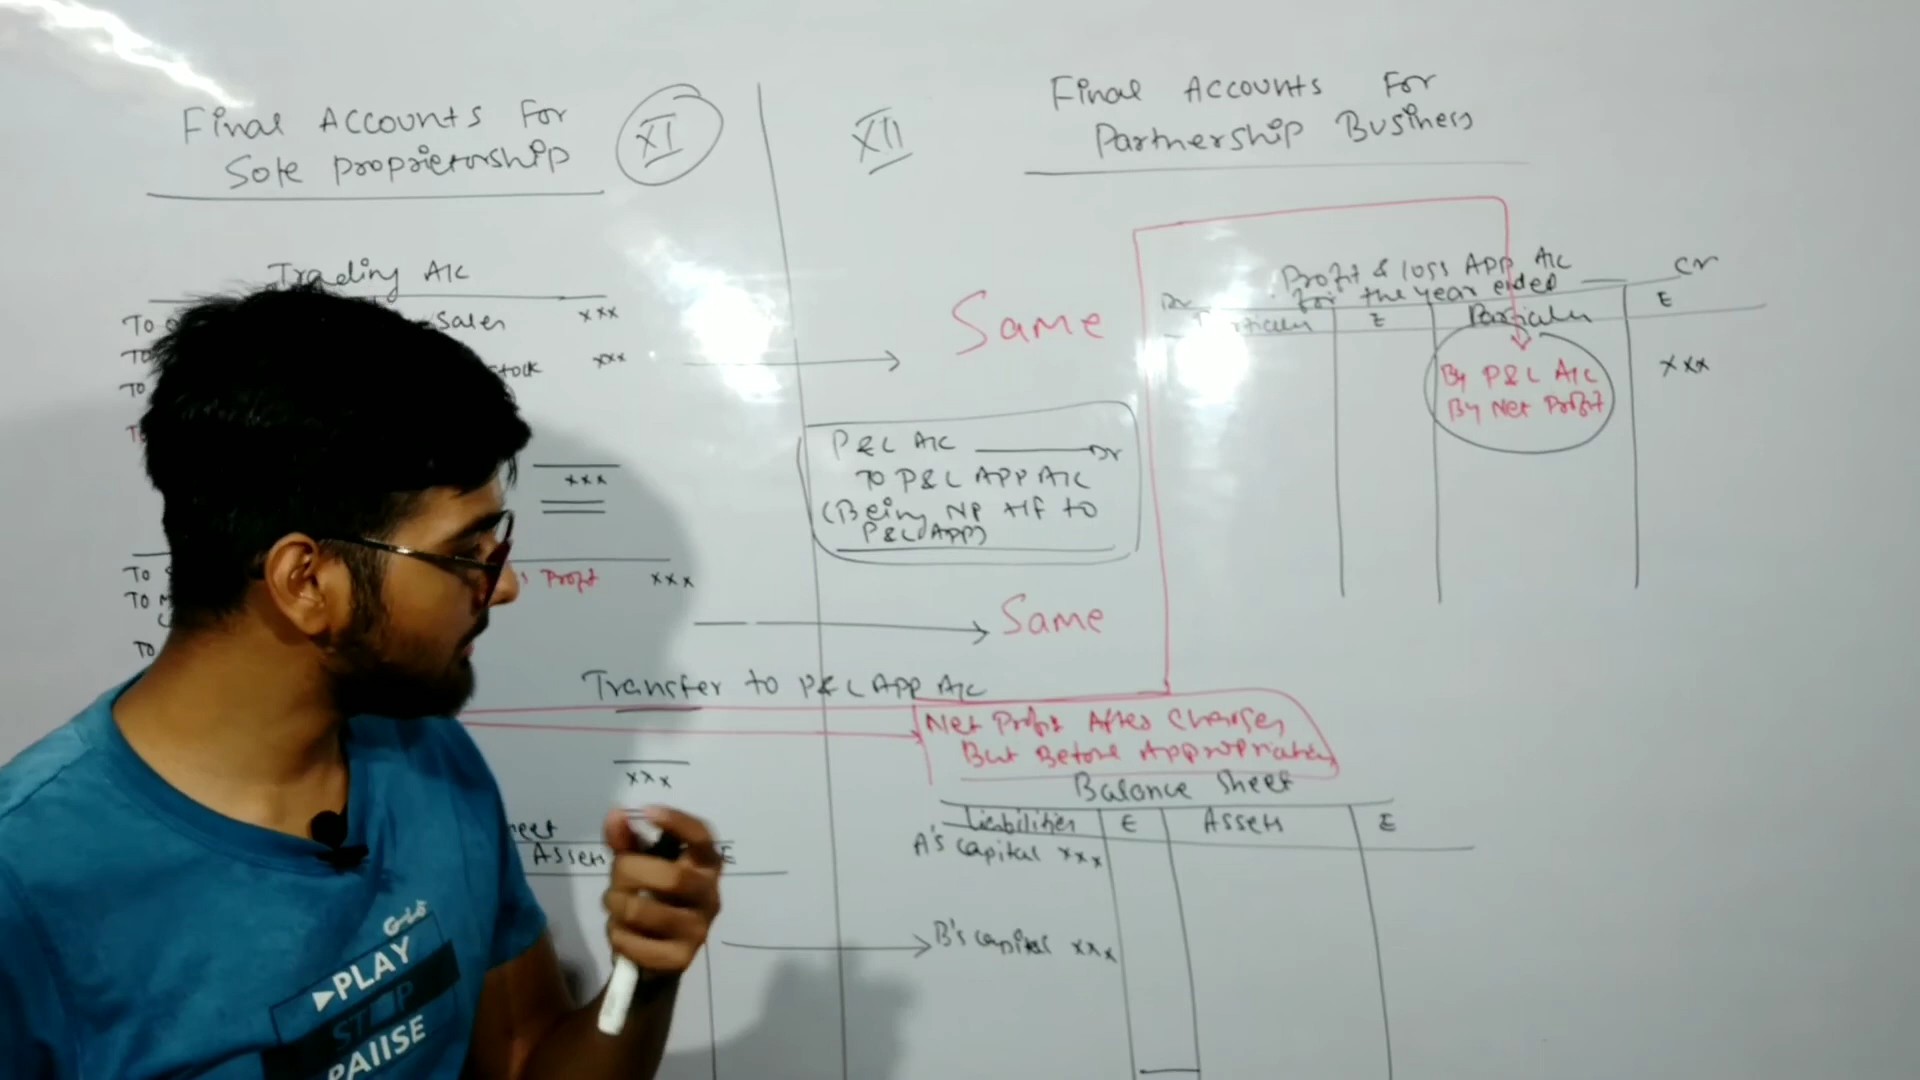 Final Accounts For
Sole Proprietorship
XI
Trading A/c
Sales xxx
To
To
To
stock xxx
xxx
To
Profit xxx
To
To
xxx
Assets
XII
Final Accounts For
Partnership Business
Same
P&L A/c Dr
To P&L APP A/c
(Being NP t/f to
P&L APP)
Same
Transfer to P&L APP A/c
Net Profit After Charges
But Before Appropriation
Profit & Loss APP A/c Cr
Dr for the year ended
Particulars
By P&L A/c xxx
By Net Profit
Balance Sheet
Liabilities Assets
A's capital xxx
B's capital xxx
PLAY
PAUSE